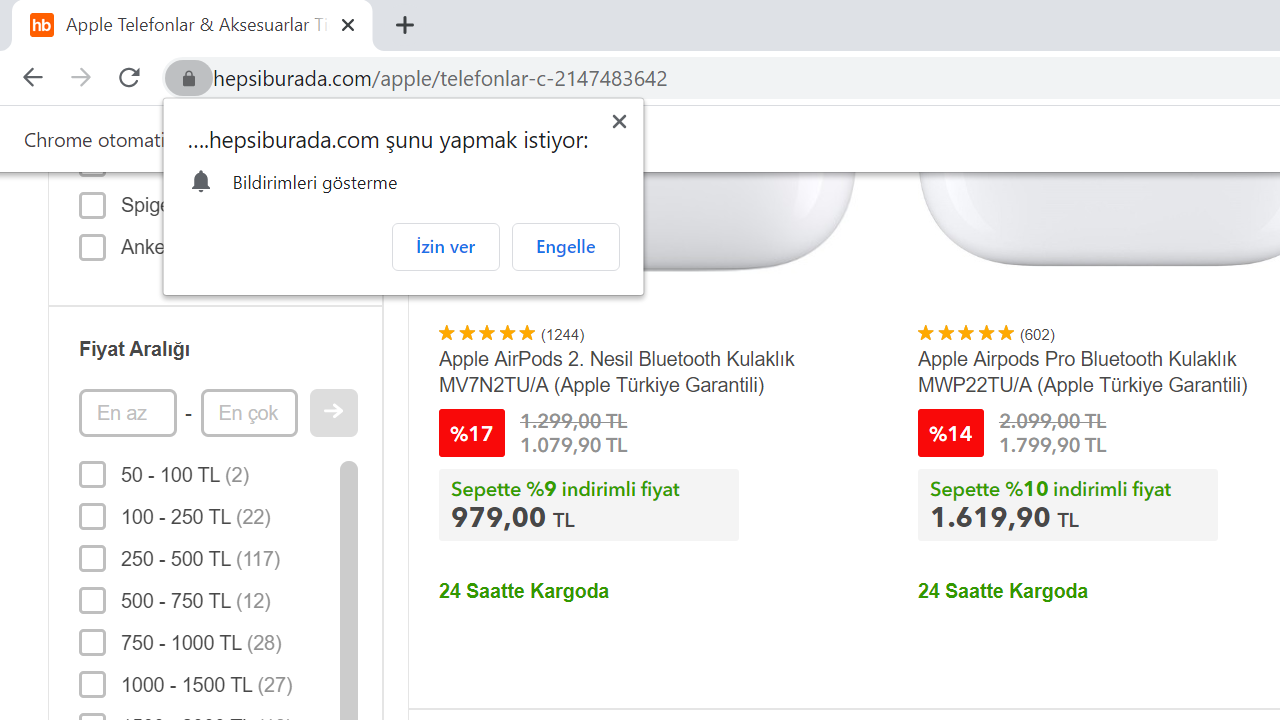 hb Apple Telefonlar & Aksesuarlar
hepsiburada.com/apple/telefonlar-c-2147483642
Chrome
….hepsiburada.com şunu yapmak istiyor:
Bildirimleri gösterme
İzin ver
Engelle
Fiyat Aralığı
En az - En çok
50 - 100 TL (2)
100 - 250 TL (22)
250 - 500 TL (117)
500 - 750 TL (12)
750 - 1000 TL (28)
1000 - 1500 TL (27)
(1244)
Apple AirPods 2. Nesil Bluetooth Kulaklık
MV7N2TU/A (Apple Türkiye Garantili)
%17
1.299,00 TL
1.079,90 TL
Sepette %9 indirimli fiyat
979,00 TL
24 Saatte Kargoda
(602)
Apple Airpods Pro Bluetooth Kulaklık
MWP22TU/A (Apple Türkiye Garantili)
%14
2.099,00 TL
1.799,90 TL
Sepette %10 indirimli fiyat
1.619,90 TL
24 Saatte Kargoda